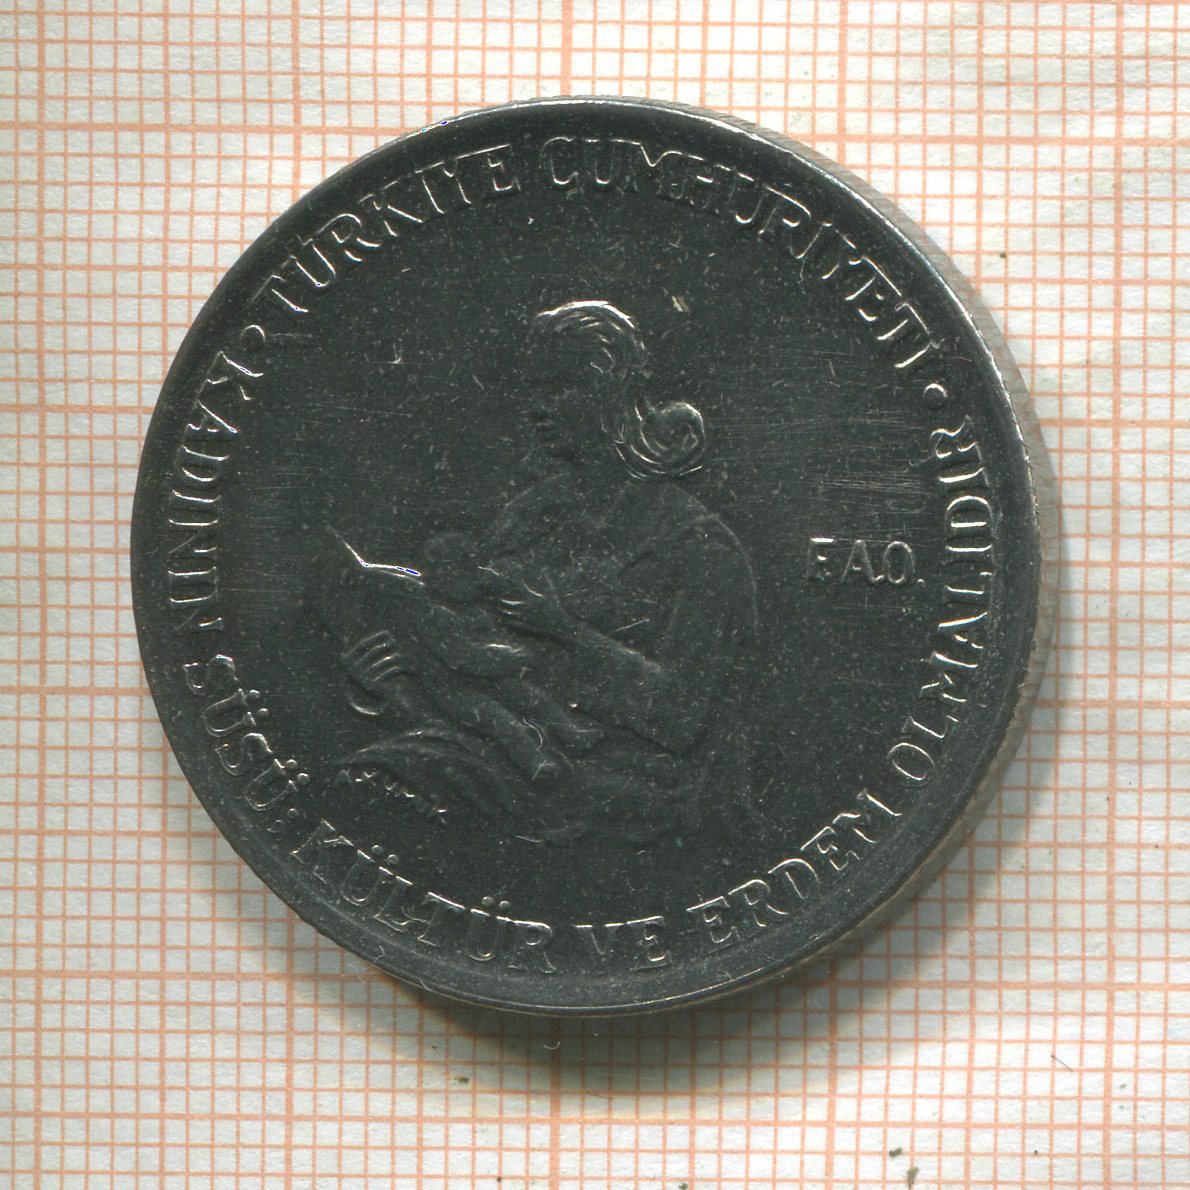 • TÜRKİYE CUMHURİYETİ •
KADININ SÜSÜ; KÜLTÜR VE ERDEM OLMALIDIR
F.A.O.